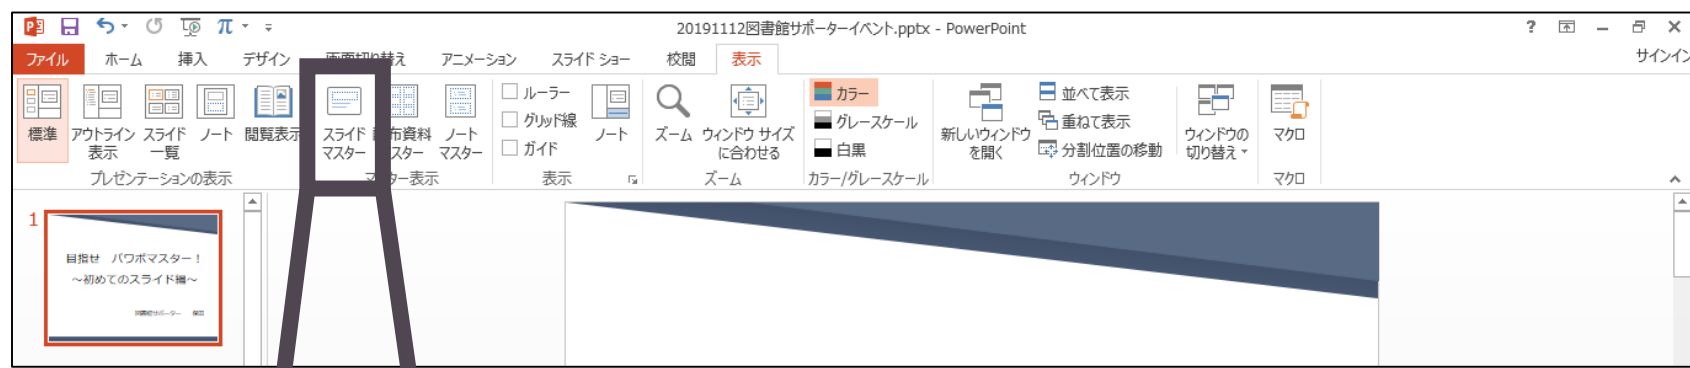 20191112図書館サポーターイベント.pptx - PowerPoint
ファイル ホーム 挿入 デザイン 画面切り替え アニメーション スライド ショー 校閲 表示 サインイン
標準
アウトライン
表示
スライド
一覧
ノート
閲覧表示
プレゼンテーションの表示
スライド
マスター
布資料
スター
ノート
マスター
マスター表示
ルーラー
グリッド線
ガイド
ノート
表示
ズーム
ウィンドウ サイズ
に合わせる
ズーム
カラー
グレースケール
白黒
カラー/グレースケール
新しいウィンドウ
を開く
並べて表示
重ねて表示
分割位置の移動
ウィンドウの
切り替え
ウィンドウ
マクロ
マクロ
1
目指せ パワポマスター！
～初めてのスライド編～
図書館サポーター